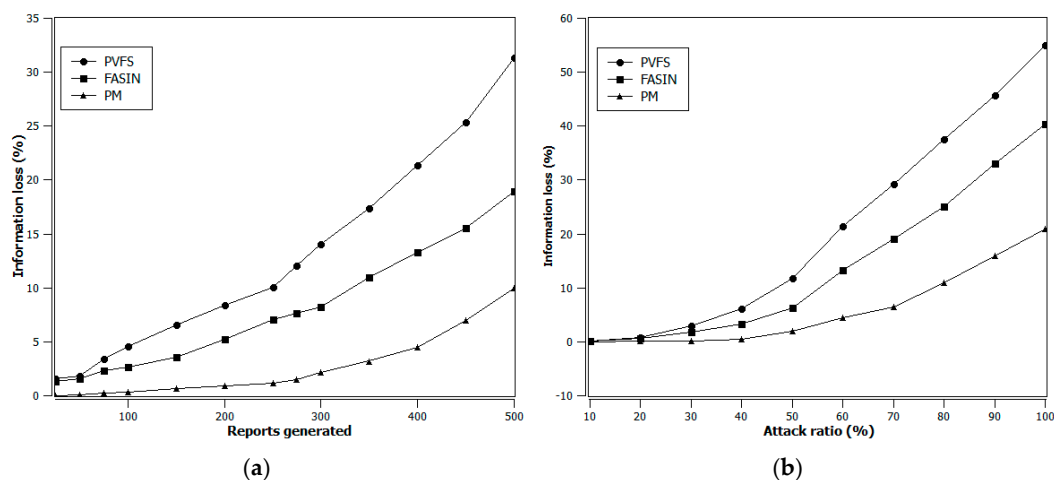 35
30
25
20
15
10
5
0
Information loss (%)
PVFS
FASIN
PM
100
200
300
400
500
Reports generated
(a)
60
50
40
30
20
10
0
-10
Information loss (%)
PVFS
FASIN
PM
10
20
30
40
50
60
70
80
90
100
Attack ratio (%)
(b)